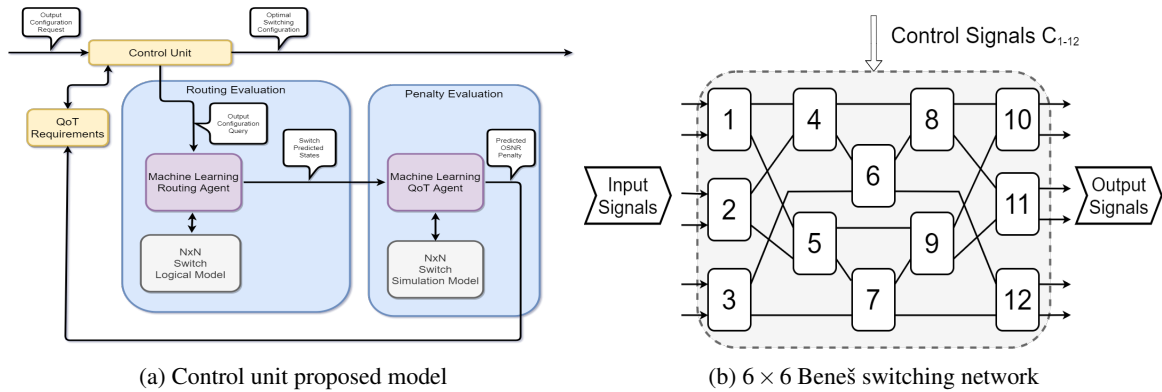 Output
Configuration
Request
Optimal
Switching
Configuration
Control Unit
Routing Evaluation
Penalty Evaluation
QoT
Requirements
Output
Configuration
Query
Switch
Predicted
States
Predicted
OSNR
Penalty
Machine Learning
Routing Agent
Machine Learning
QoT Agent
NxN
Switch
Logical Model
NxN
Switch
Simulation Model
(a) Control unit proposed model
Control Signals C1-12
Input
Signals
1
2
3
4
5
6
7
8
9
10
11
12
Output
Signals
(b) 6 × 6 Beneš switching network